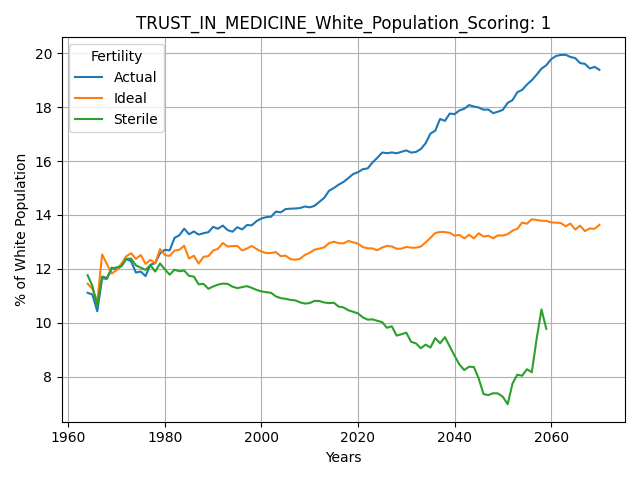 TRUST_IN_MEDICINE_White_Population_Scoring: 1
Fertility
Actual
Ideal
Sterile
% of White Population
20
18
16
14
12
10
8
1960
1980
2000
2020
2040
2060
Years